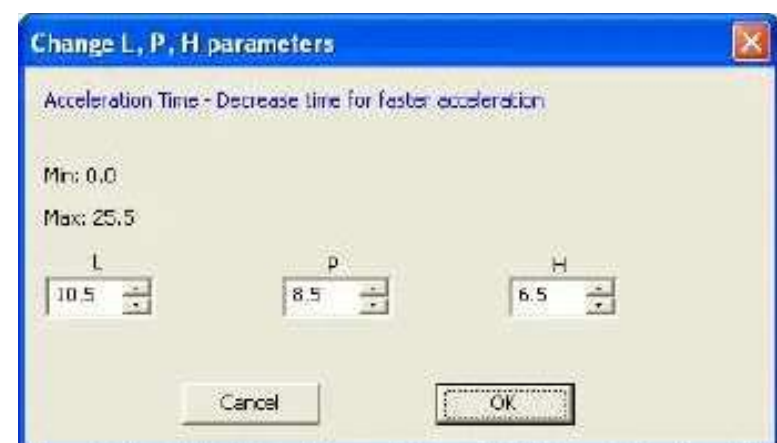 Change L, P, H parameters
Acceleration Time - Decrease time for faster acceleration
Min: 0.0
Max: 25.5
L P H
10.5 8.5 6.5
Cancel OK